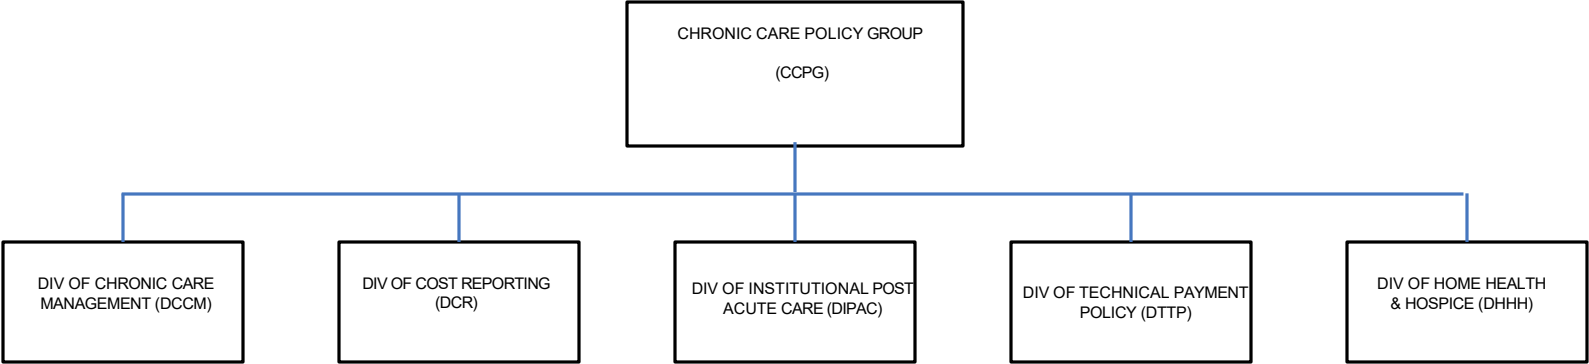 CHRONIC CARE POLICY GROUP
(CCPG)
DIV OF CHRONIC CARE
MANAGEMENT (DCCM)
DIV OF COST REPORTING
(DCR)
DIV OF INSTITUTIONAL POST
ACUTE CARE (DIPAC)
DIV OF TECHNICAL PAYMENT
POLICY (DTTP)
DIV OF HOME HEALTH
& HOSPICE (DHHH)